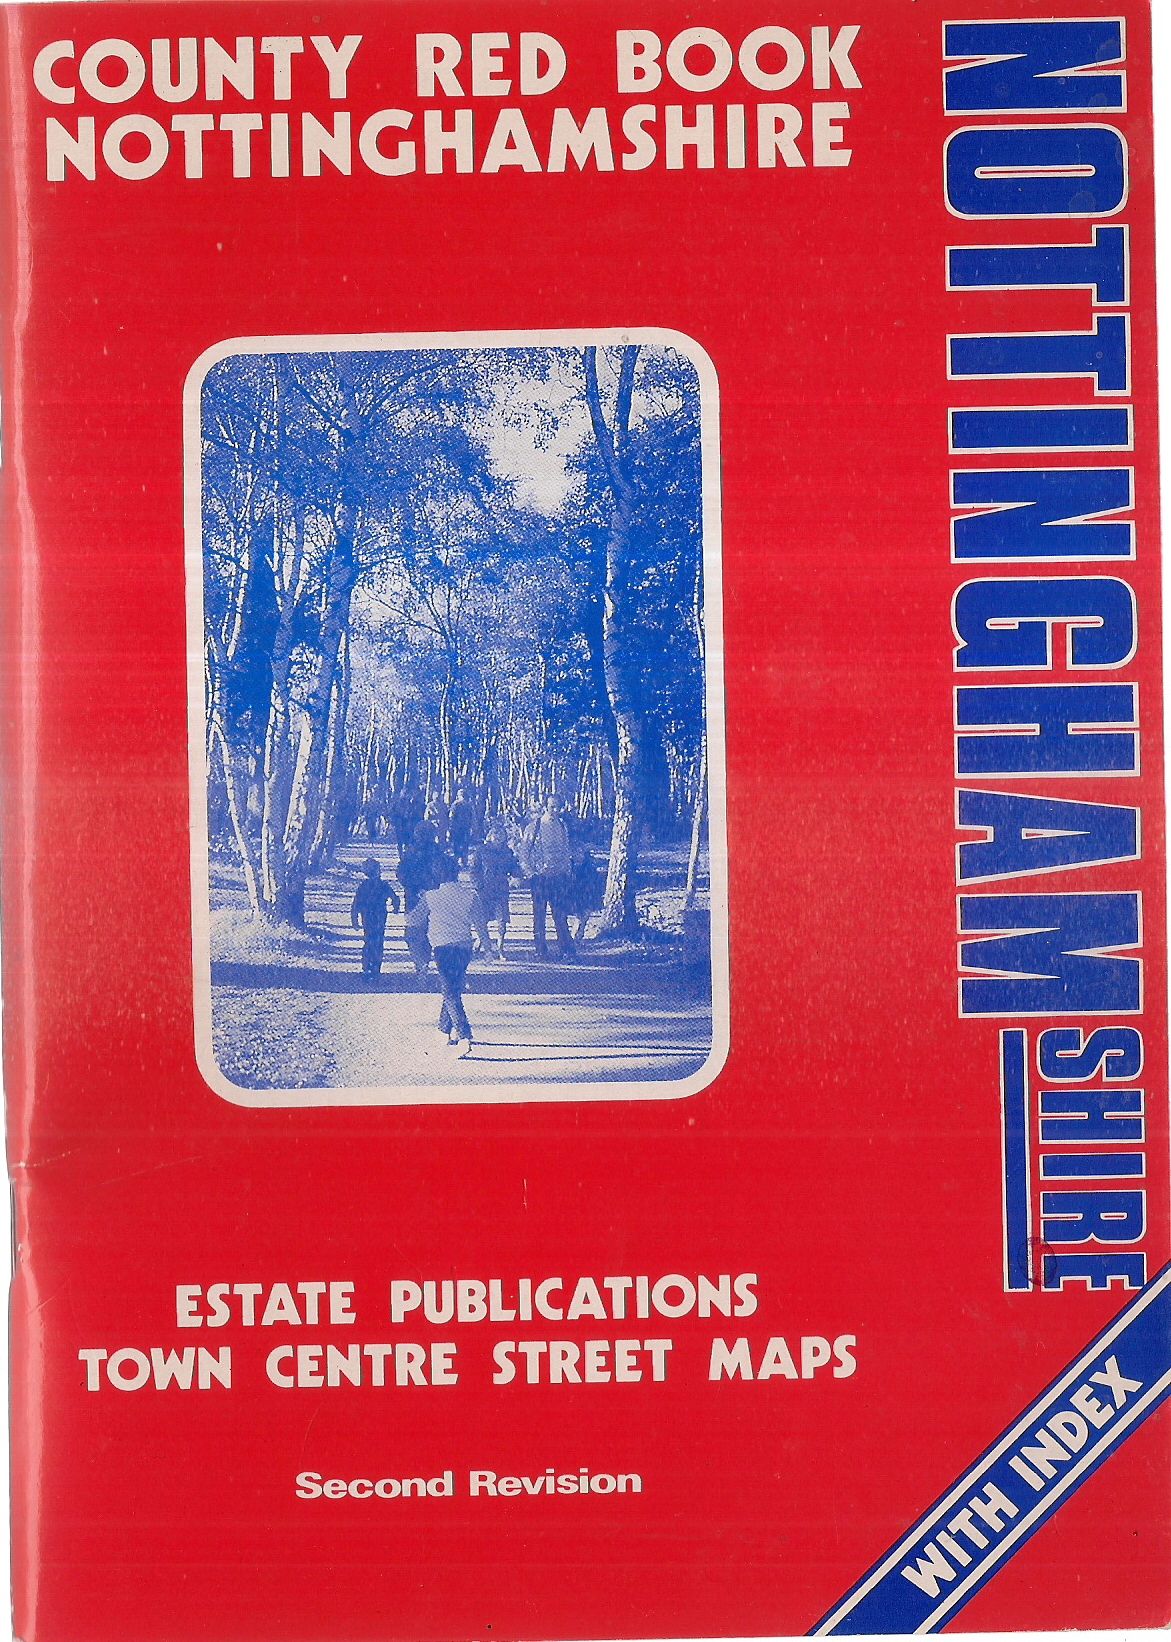 COUNTY RED BOOK
NOTTINGHAMSHIRE
NOTTINGHAMSHIRE
ESTATE PUBLICATIONS
TOWN CENTRE STREET MAPS
Second Revision
WITH INDEX